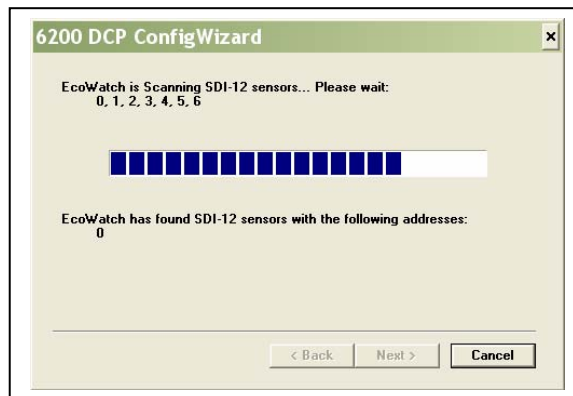 6200 DCP ConfigWizard
EcoWatch is Scanning SDI-12 sensors... Please wait:
0, 1, 2, 3, 4, 5, 6
EcoWatch has found SDI-12 sensors with the following addresses:
0
< Back
Next >
Cancel